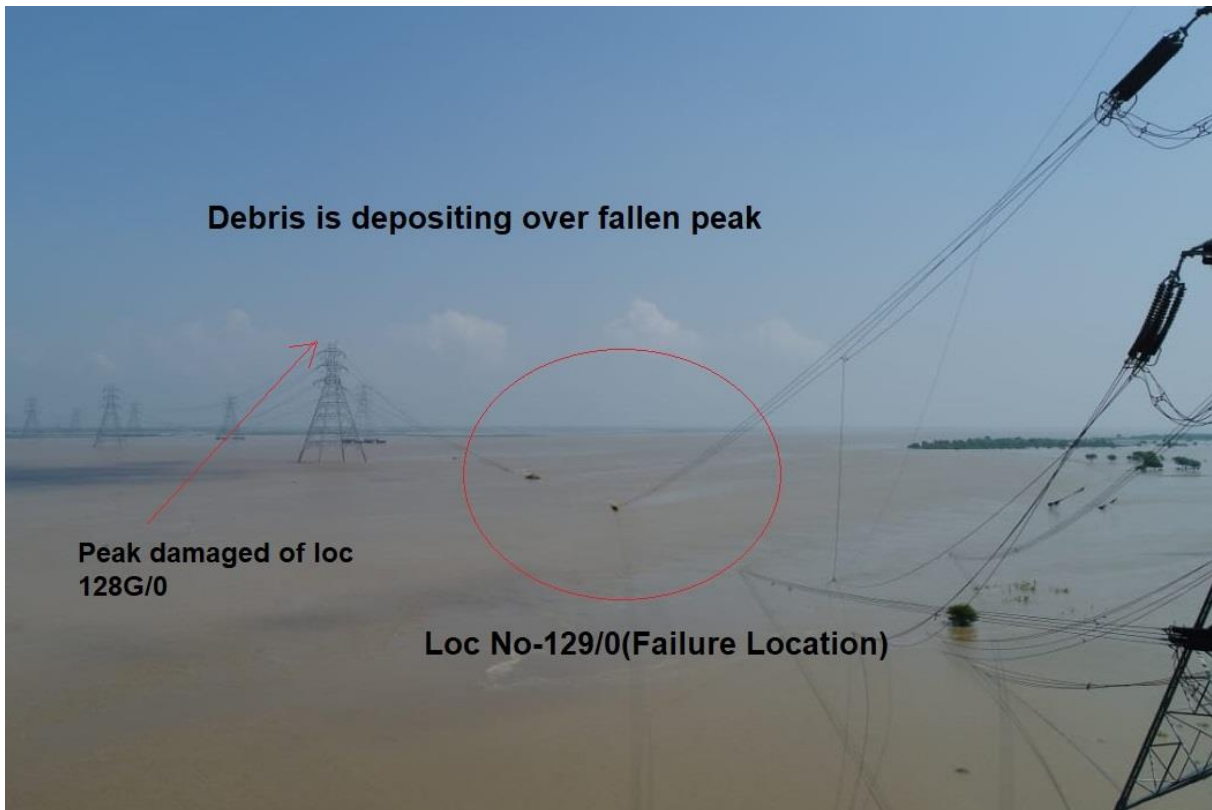 Debris is depositing over fallen peak
Peak damaged of loc
128G/0
Loc No-129/0(Failure Location)